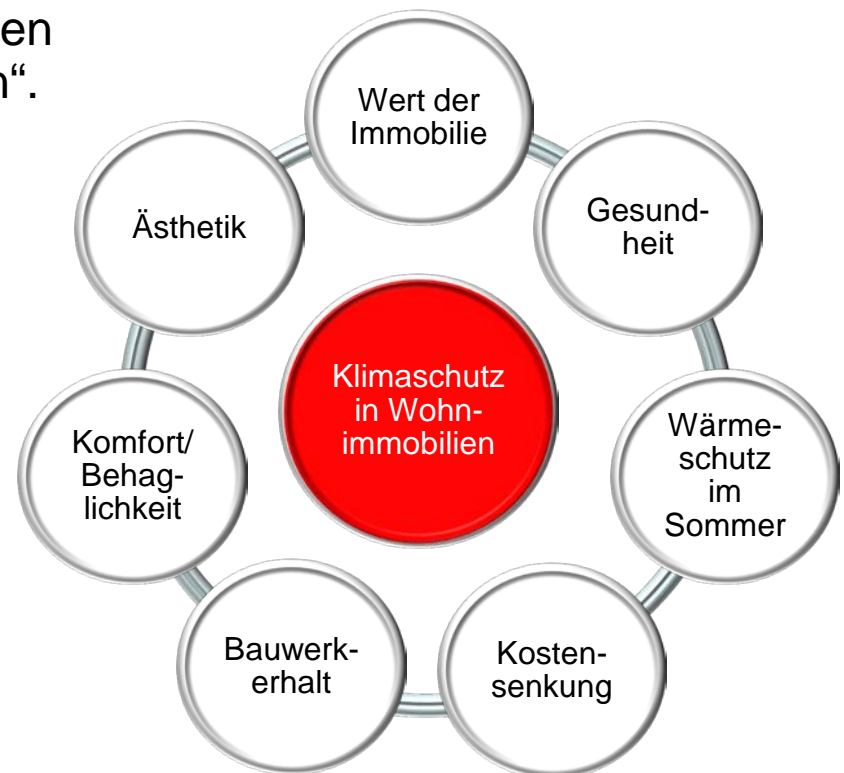 en
n“.
Wert der
Immobilie
Gesund-
heit
Wärme-
schutz
im
Sommer
Kosten-
senkung
Bauwerk-
erhalt
Komfort/
Behag-
lichkeit
Ästhetik
Klimaschutz
in Wohn-
immobilien